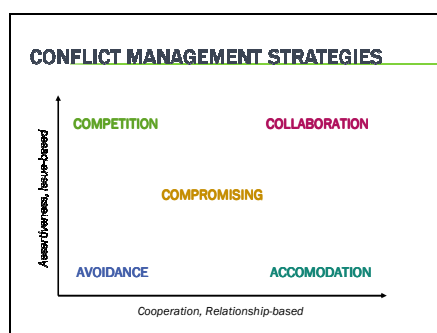 CONFLICT MANAGEMENT STRATEGIES
Assertiveness, Issue-based
COMPETITION
COLLABORATION
COMPROMISING
AVOIDANCE
ACCOMODATION
Cooperation, Relationship-based